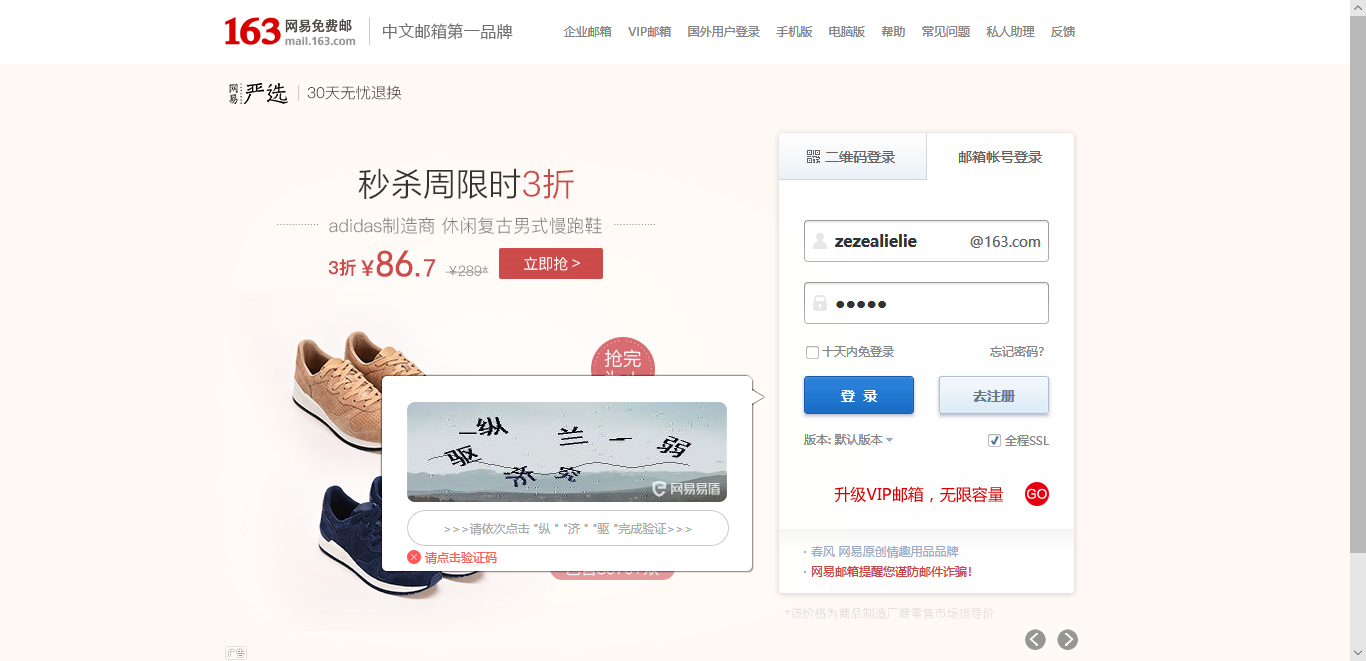 163 网易免费邮 mail.163.com 中文邮箱第一品牌 企业邮箱 VIP邮箱 国外用户登录 手机版 电脑版 帮助 常见问题 私人助理 反馈
网易严选 30天无忧退换
二维码登录 邮箱帐号登录
秒杀周限时3折
adidas制造商 休闲复古男式慢跑鞋
3折 ¥86.7 ¥289* 立即抢 >
zezealielie @163.com
●●●●●
十天内免登录 忘记密码?
抢完
登 录 去注册
纵 兰 一 弱
驱 济 究
网易易盾
版本: 默认版本 全程SSL
升级VIP邮箱，无限容量 GO
>>>请依次点击 "纵 " "济 " "驱 "完成验证>>>
请点击验证码
· 春风 网易原创情趣用品品牌
· 网易邮箱提醒您谨防邮件诈骗!
*该价格为商品制造厂商零售市场指导价
广告